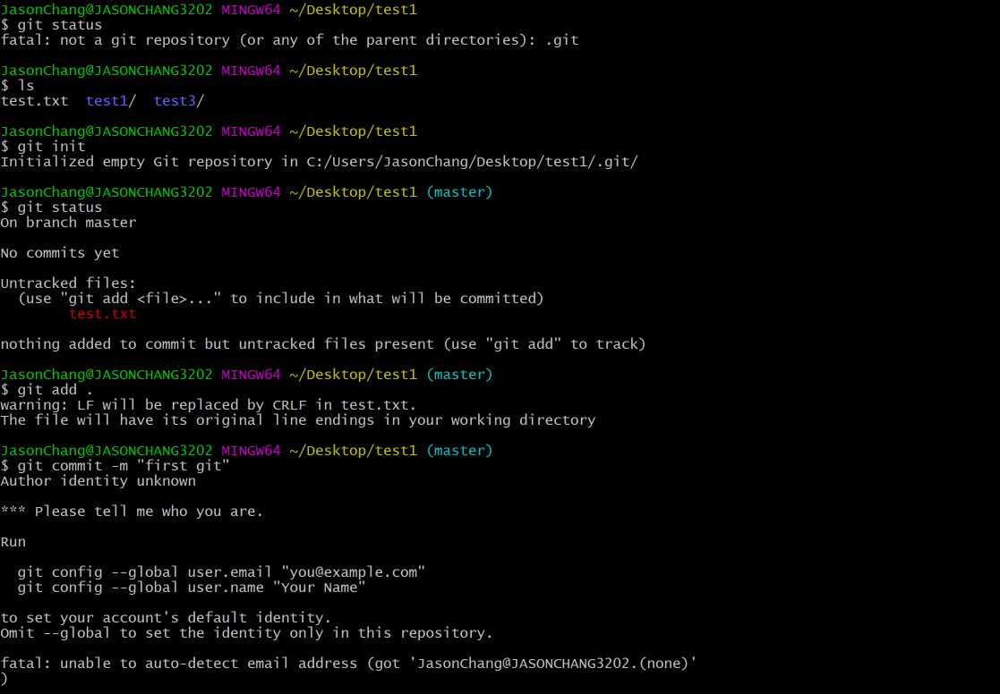 JasonChang@JASONCHANG3202 MINGW64 ~/Desktop/test1
$ git status
fatal: not a git repository (or any of the parent directories): .git
JasonChang@JASONCHANG3202 MINGW64 ~/Desktop/test1
$ ls
test.txt  test1/  test3/
JasonChang@JASONCHANG3202 MINGW64 ~/Desktop/test1
$ git init
Initialized empty Git repository in C:/Users/JasonChang/Desktop/test1/.git/
JasonChang@JASONCHANG3202 MINGW64 ~/Desktop/test1 (master)
$ git status
On branch master
No commits yet
Untracked files:
  (use "git add <file>..." to include in what will be committed)
        test.txt
nothing added to commit but untracked files present (use "git add" to track)
JasonChang@JASONCHANG3202 MINGW64 ~/Desktop/test1 (master)
$ git add .
warning: LF will be replaced by CRLF in test.txt.
The file will have its original line endings in your working directory
JasonChang@JASONCHANG3202 MINGW64 ~/Desktop/test1 (master)
$ git commit -m "first git"
Author identity unknown
*** Please tell me who you are.
Run
  git config --global user.email "you@example.com"
  git config --global user.name "Your Name"
to set your account's default identity.
Omit --global to set the identity only in this repository.
fatal: unable to auto-detect email address (got 'JasonChang@JASONCHANG3202.(none)'
)